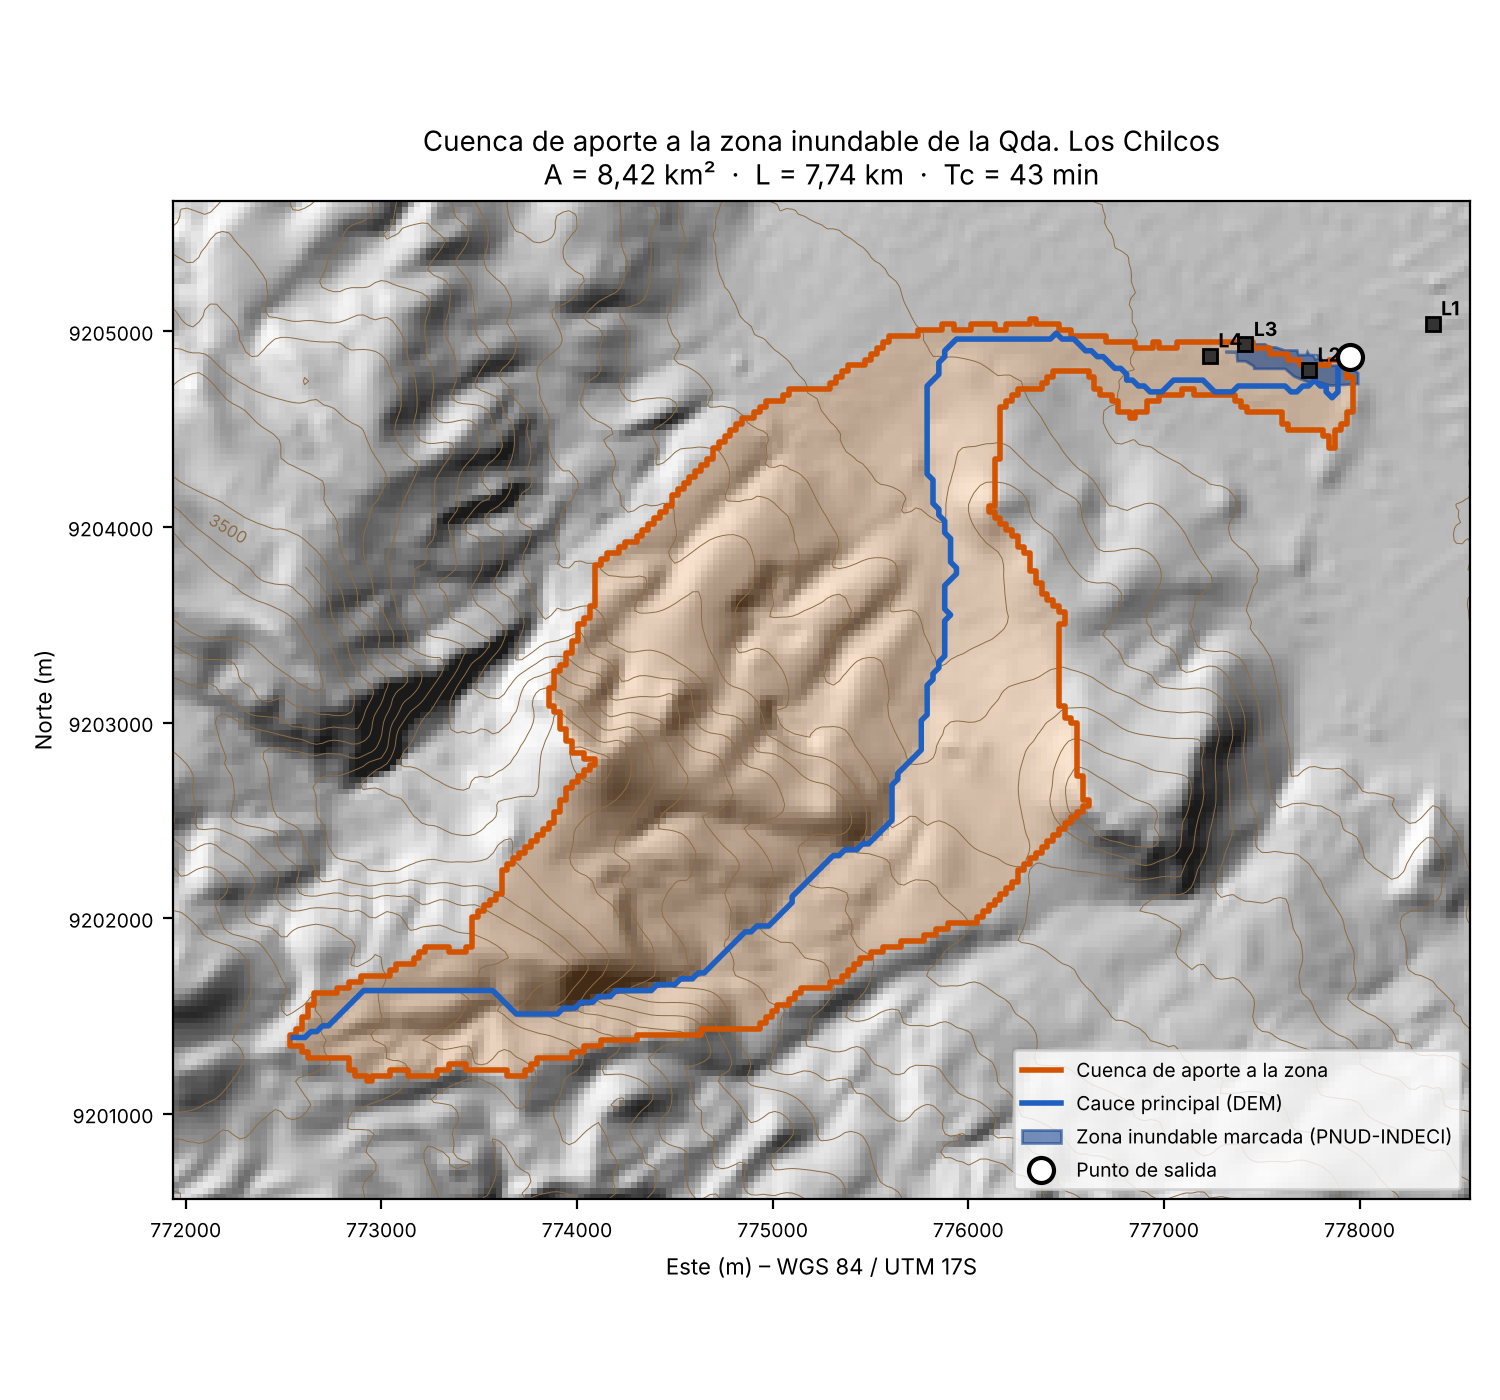 Cuenca de aporte a la zona inundable de la Qda. Los Chilcos
A = 8,42 km² · L = 7,74 km · Tc = 43 min
L1
L3
L4
L2
9205000
9204000
9203000
9202000
9201000
3500
Norte (m)
Cuenca de aporte a la zona
Cauce principal (DEM)
Zona inundable marcada (PNUD-INDECI)
Punto de salida
772000 773000 774000 775000 776000 777000 778000
Este (m) – WGS 84 / UTM 17S